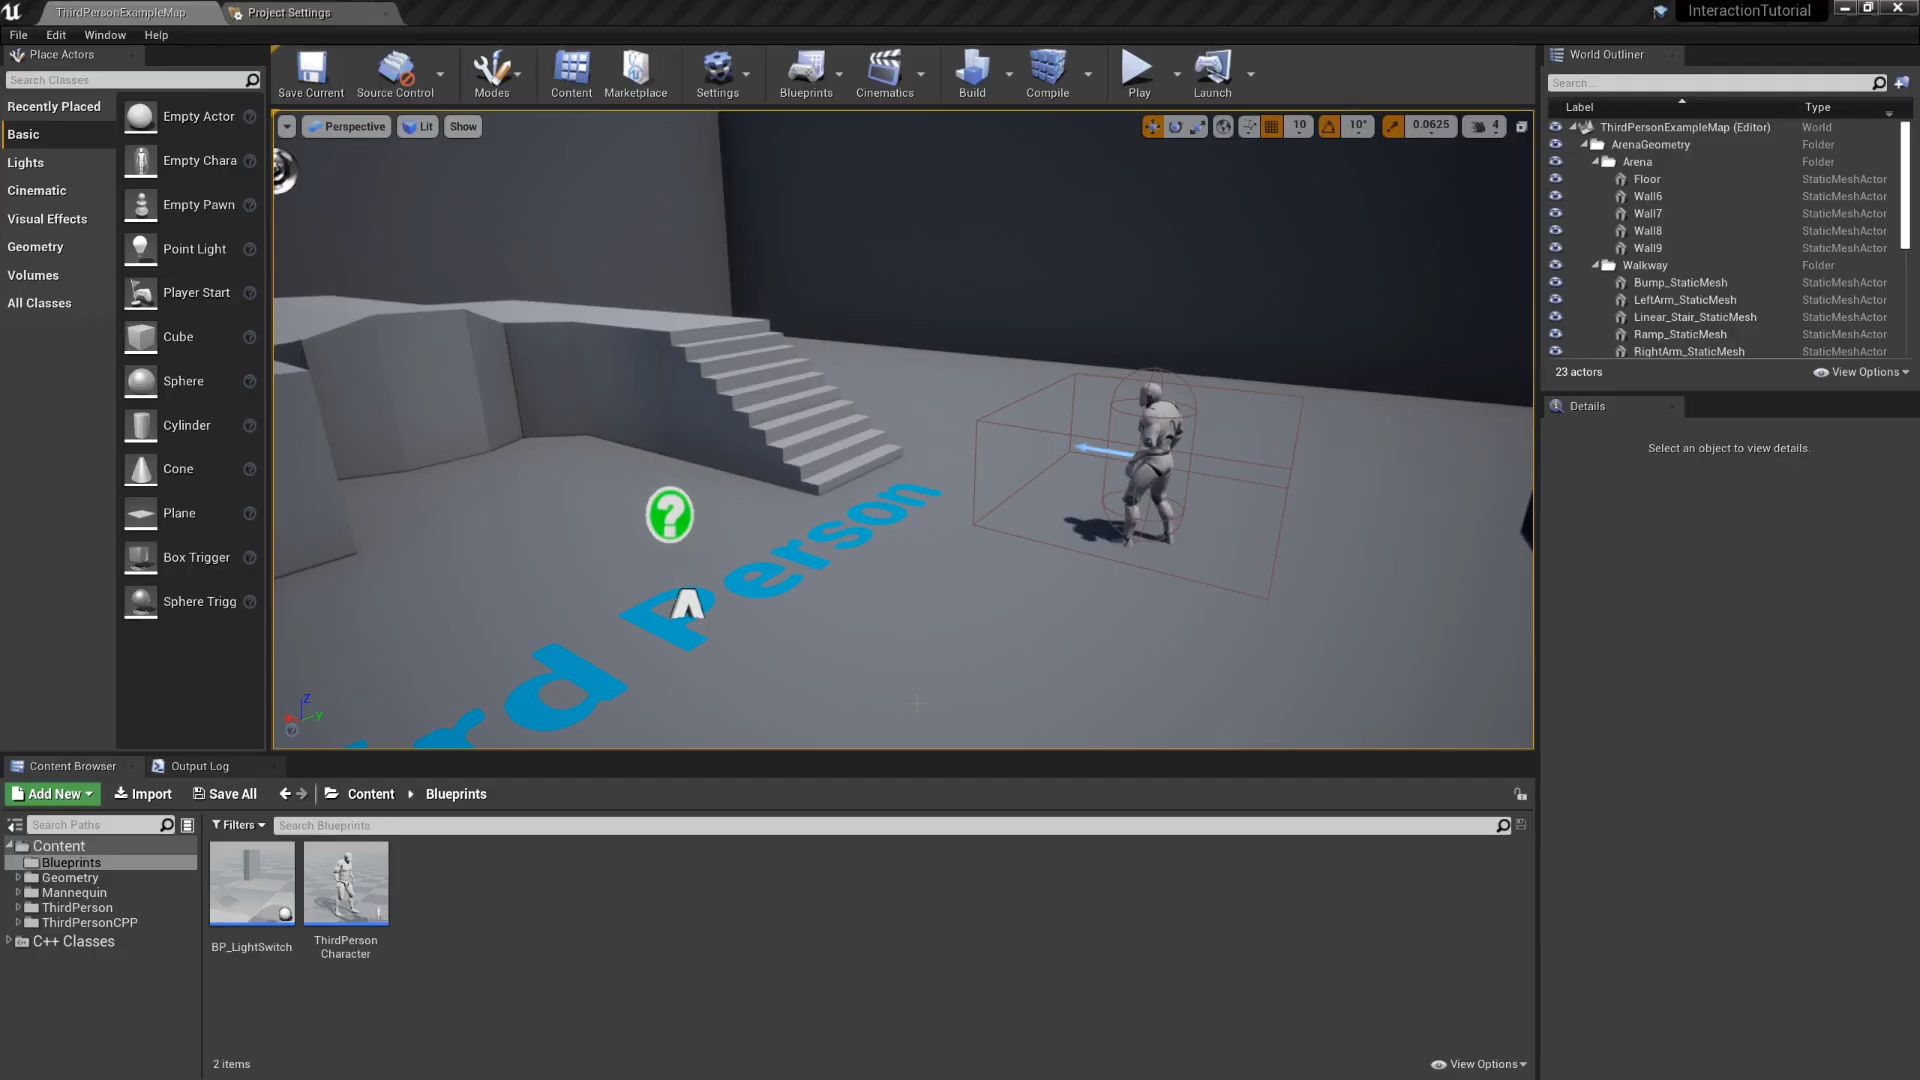 ThirdPersonExampleMap
Project Settings
InteractionTutorial
File Edit Window Help
Place Actors
Search Classes
Recently Placed
Basic
Lights
Cinematic
Visual Effects
Geometry
Volumes
All Classes
Empty Actor
Empty Chara
Empty Pawn
Point Light
Player Start
Cube
Sphere
Cylinder
Cone
Plane
Box Trigger
Sphere Trigg
Save Current
Source Control
Modes
Content
Marketplace
Settings
Blueprints
Cinematics
Build
Compile
Play
Launch
Perspective
Lit
Show
10
10°
0.0625
4
rd Person
Z
Y
World Outliner
Search...
Label Type
ThirdPersonExampleMap (Editor) World
ArenaGeometry Folder
Arena Folder
Floor StaticMeshActor
Wall6 StaticMeshActor
Wall7 StaticMeshActor
Wall8 StaticMeshActor
Wall9 StaticMeshActor
Walkway Folder
Bump_StaticMesh StaticMeshActor
LeftArm_StaticMesh StaticMeshActor
Linear_Stair_StaticMesh StaticMeshActor
Ramp_StaticMesh StaticMeshActor
RightArm_StaticMesh StaticMeshActor
23 actors
View Options
Details
Select an object to view details.
Content Browser
Output Log
Add New
Import
Save All
Content
Blueprints
Search Paths
Filters
Search Blueprints
Content
Blueprints
Geometry
Mannequin
ThirdPerson
ThirdPersonCPP
C++ Classes
BP_LightSwitch
ThirdPerson
Character
2 items
View Options